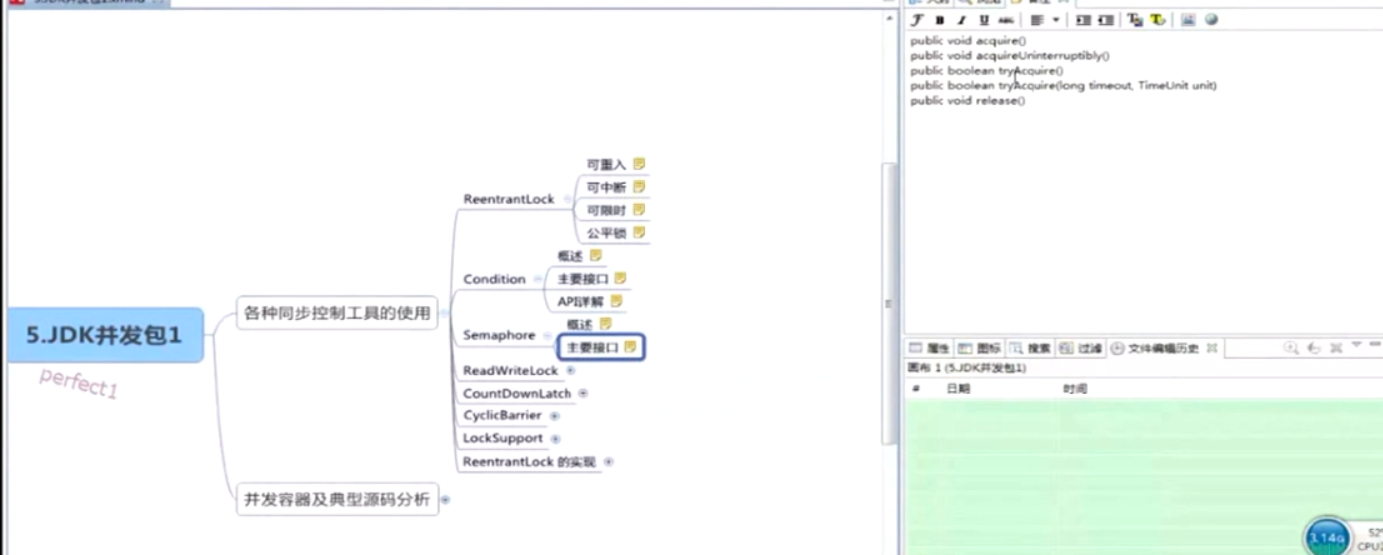 public void acquire()
public void acquireUninterruptibly()
public boolean tryAcquire()
public boolean tryAcquire(long timeout, TimeUnit unit)
public void release()
可重入
ReentrantLock
可中断
可限时
公平锁
概述
Condition
主要接口
API详解
各种同步控制工具的使用
概述
5.JDK并发包1
Semaphore
主要接口
perfect1
ReadWriteLock
CountDownLatch
CyclicBarrier
LockSupport
ReentrantLock 的实现
并发容器及典型源码分析
属性 图标 搜索 过滤 文件编辑历史
画布 1 (5.JDK并发包1)
# 日期 时间
3.14G
52°